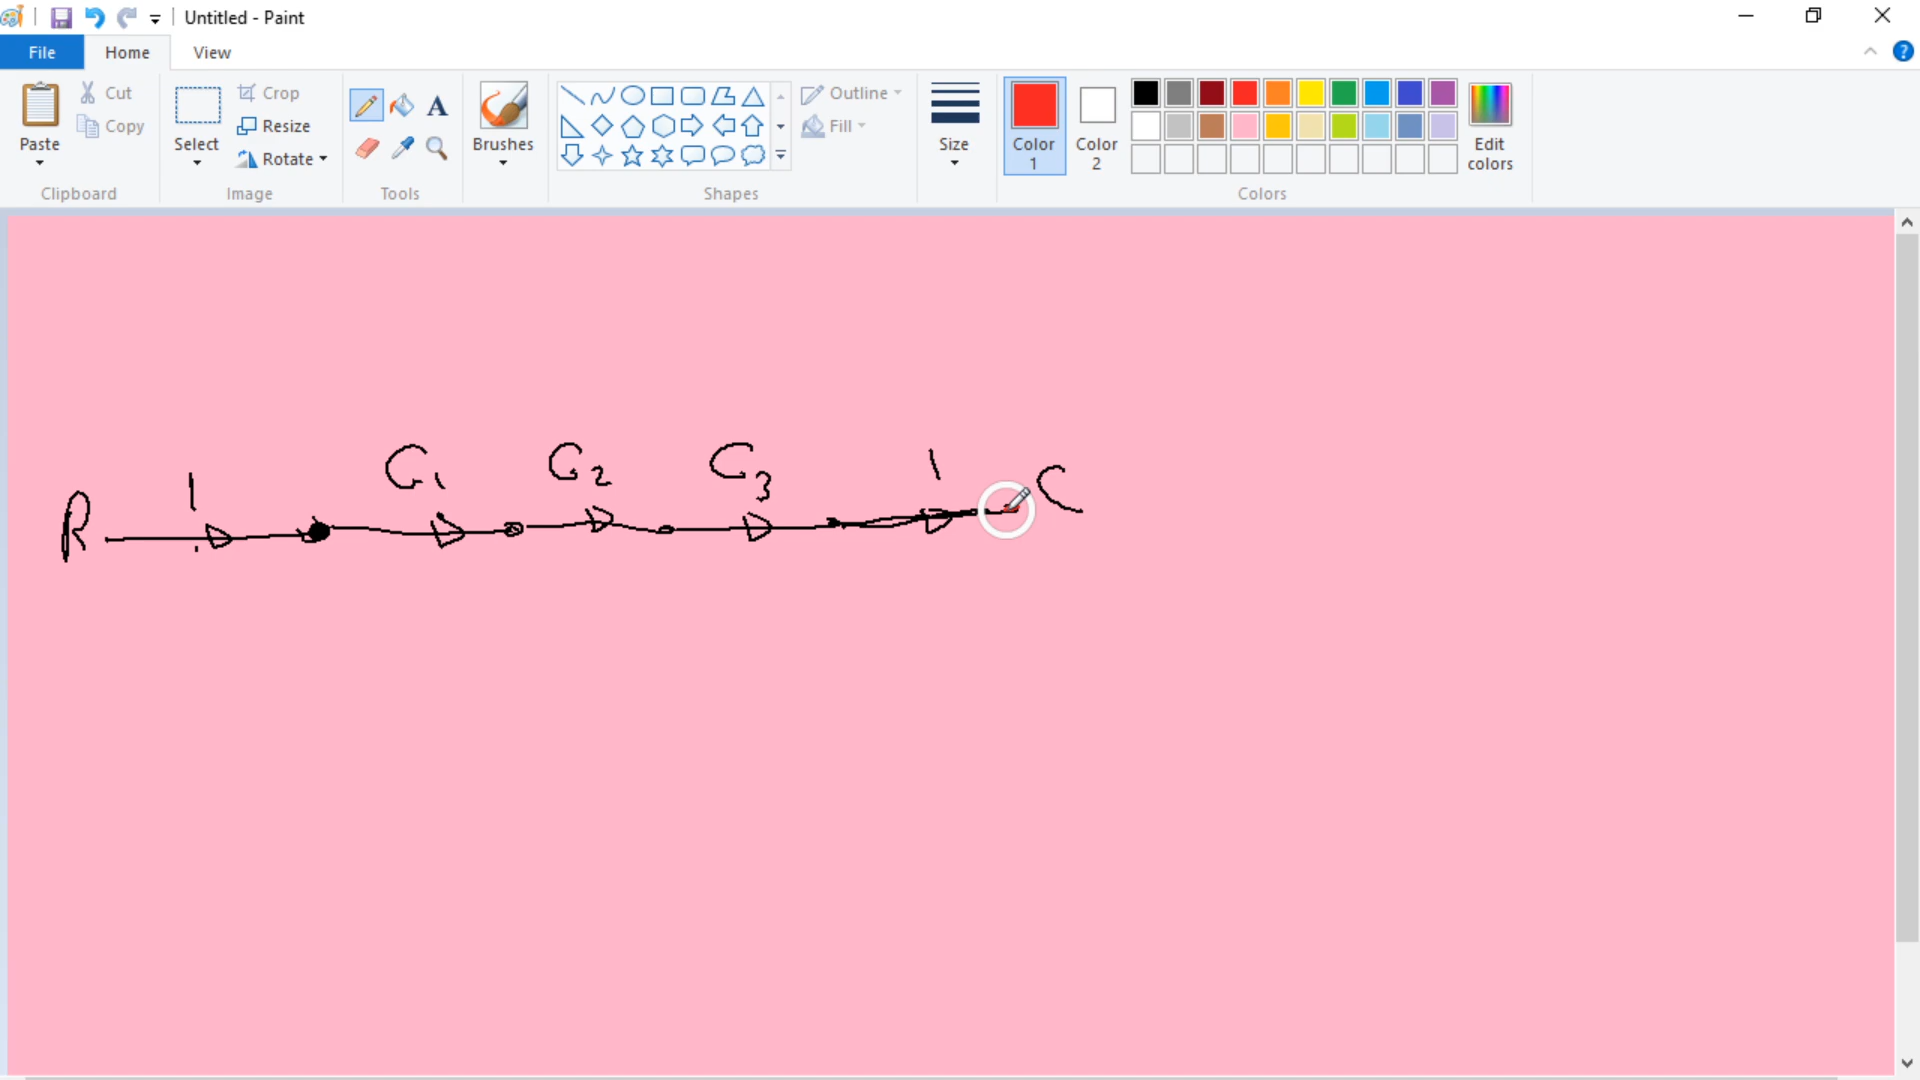 Untitled - Paint
File Home View
Paste
Cut
Copy
Clipboard
Select
Crop
Resize
Rotate
Image
Tools
Brushes
Outline
Fill
Shapes
Size
Color 1
Color 2
Edit colors
Colors
R 1 G1 G2 G3 1 C